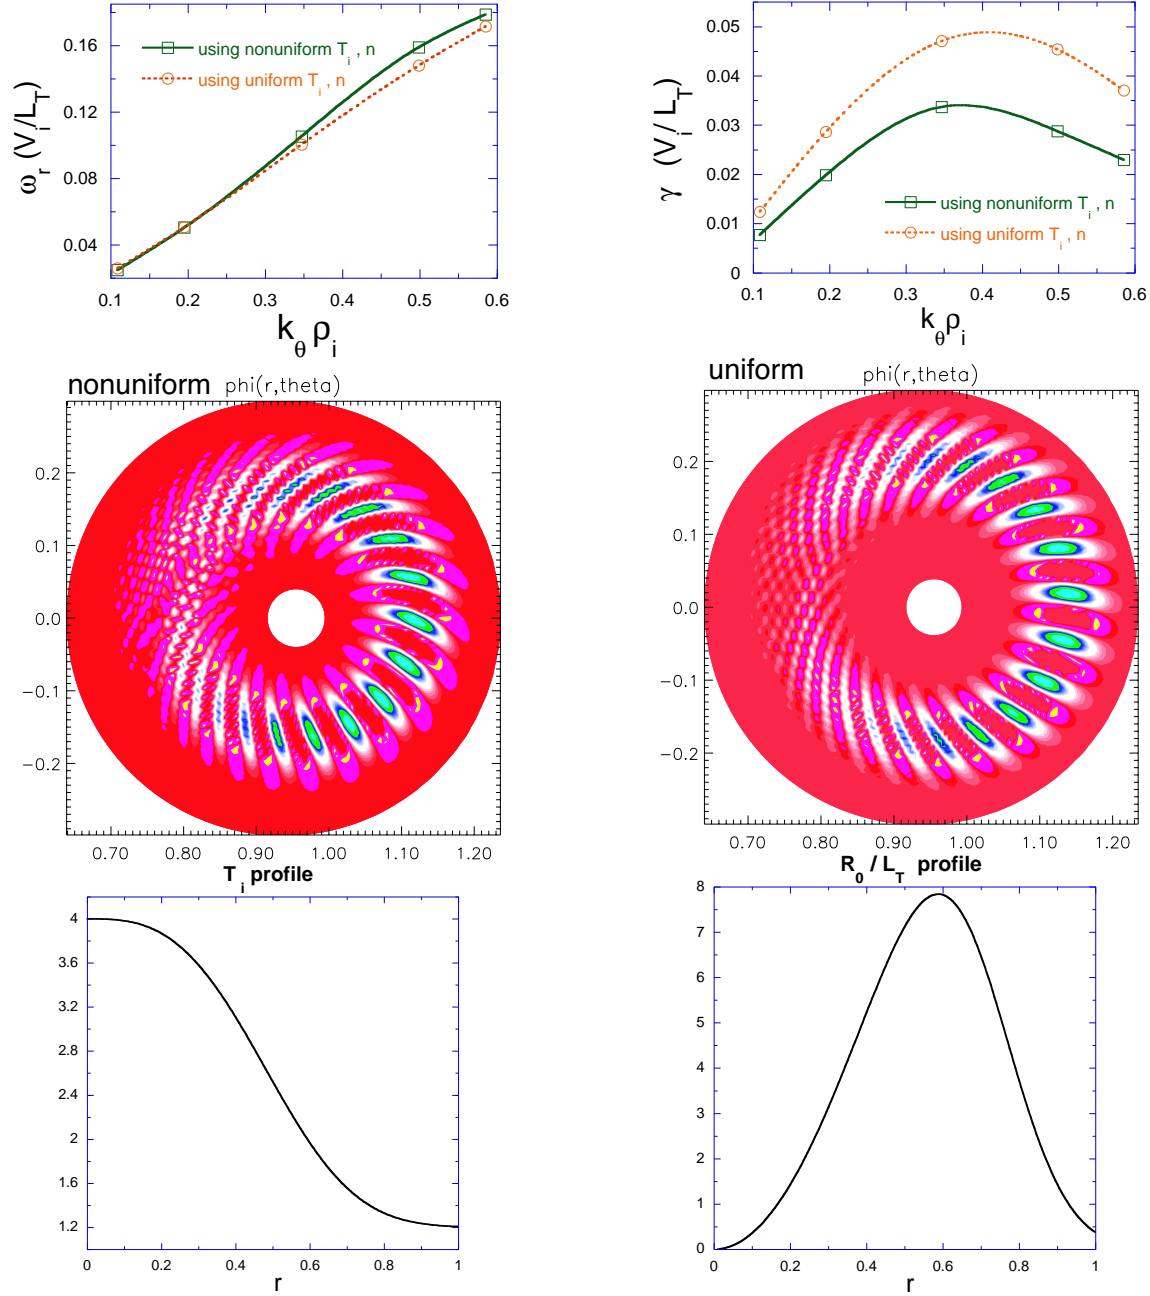 ω_r (V_i/L_T)
0.16
0.12
0.08
0.04
using nonuniform T_i , n
using uniform T_i , n
0.1 0.2 0.3 0.4 0.5 0.6
k_θ ρ_i
γ (V_i / L_T)
0.05
0.04
0.03
0.02
0.01
0
using nonuniform T_i , n
using uniform T_i , n
0.1 0.2 0.3 0.4 0.5 0.6
k_θ ρ_i
nonuniform phi(r,theta)
0.2
0.1
0.0
−0.1
−0.2
0.70 0.80 0.90 1.00 1.10 1.20
uniform phi(r,theta)
0.2
0.1
0.0
−0.1
−0.2
0.70 0.80 0.90 1.00 1.10 1.20
T_i profile
4
3.6
3.2
2.8
2.4
2
1.6
1.2
0 0.2 0.4 0.6 0.8 1
r
R_0 / L_T profile
8
7
6
5
4
3
2
1
0
0 0.2 0.4 0.6 0.8 1
r